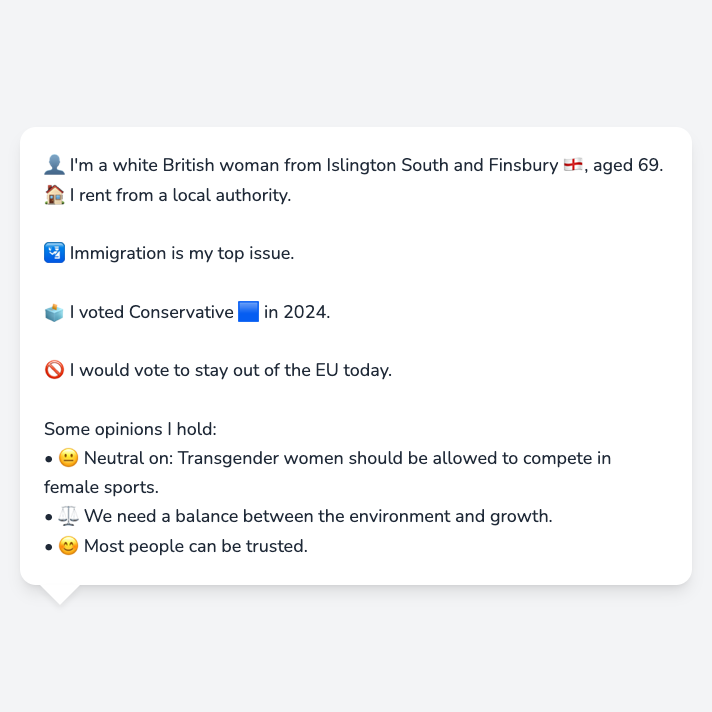 👤 I'm a white British woman from Islington South and Finsbury 🏴󠁧󠁢󠁥󠁮󠁧󠁿, aged 69.
🏠 I rent from a local authority.
🛂 Immigration is my top issue.
🗳️ I voted Conservative 🟦 in 2024.
🚫 I would vote to stay out of the EU today.
Some opinions I hold:
• 😐 Neutral on: Transgender women should be allowed to compete in
female sports.
• ⚖️ We need a balance between the environment and growth.
• 😊 Most people can be trusted.